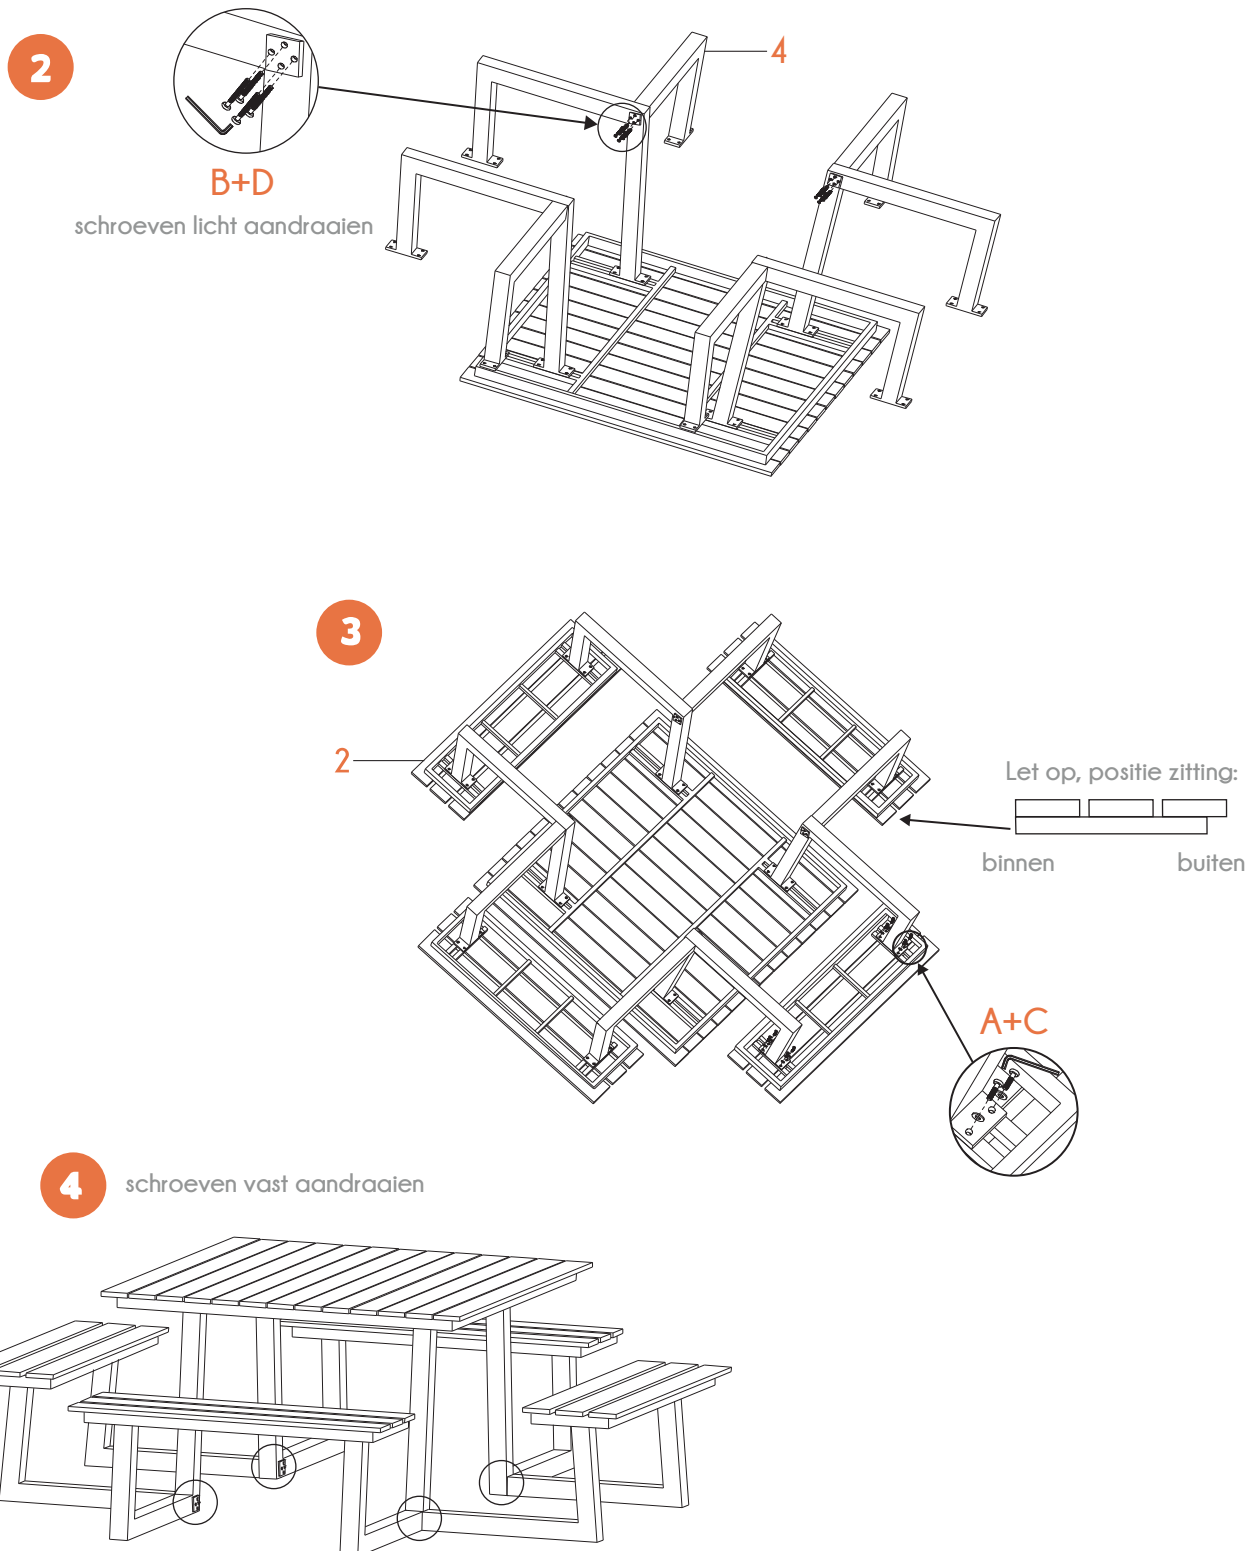 2
4
B+D
schroeven licht aandraaien
3
2
Let op, positie zitting:
binnen buiten
A+C
4 schroeven vast aandraaien